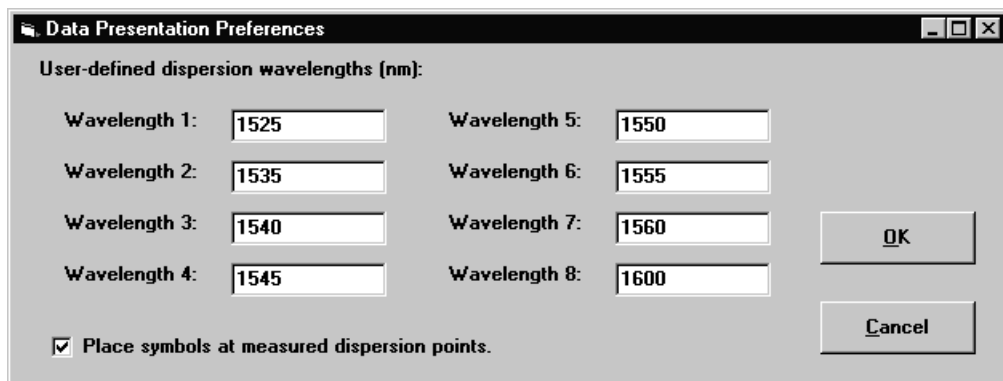 Data Presentation Preferences
User-defined dispersion wavelengths (nm):
Wavelength 1: 1525 Wavelength 5: 1550
Wavelength 2: 1535 Wavelength 6: 1555
Wavelength 3: 1540 Wavelength 7: 1560
OK
Wavelength 4: 1545 Wavelength 8: 1600
Cancel
Place symbols at measured dispersion points.